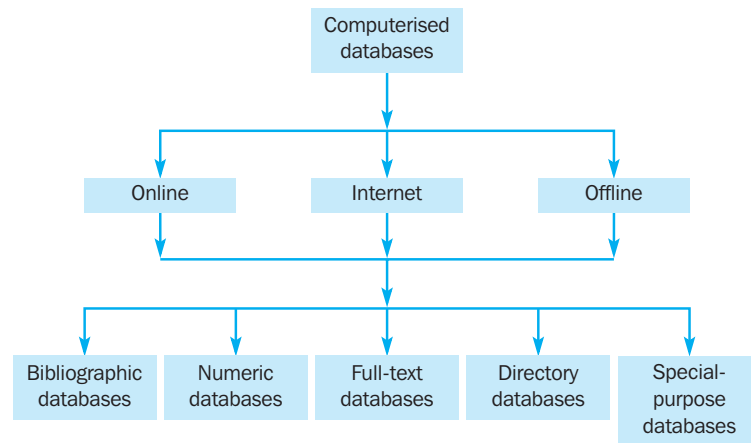 Computerised
databases
Online
Internet
Offline
Bibliographic
databases
Numeric
databases
Full-text
databases
Directory
databases
Special-
purpose
databases